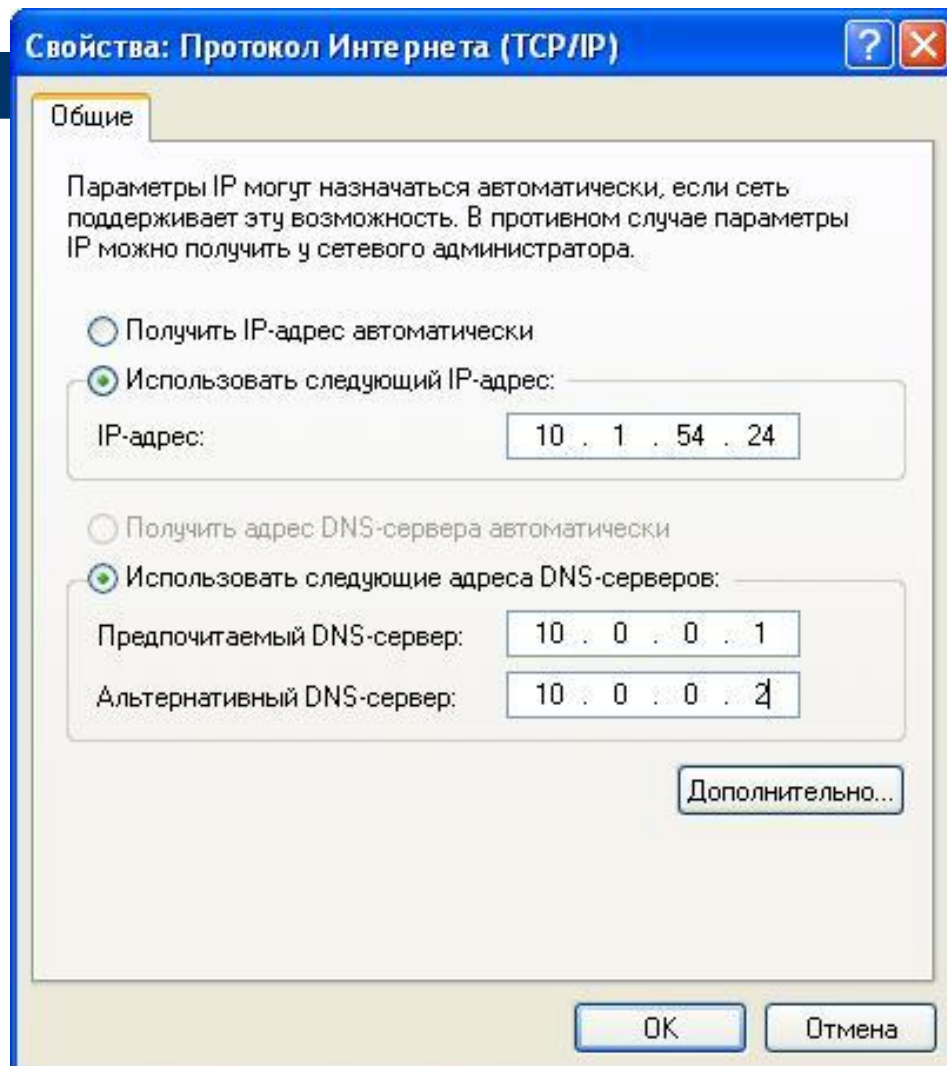 Свойства: Протокол Интернета (TCP/IP)
Общие
Параметры IP могут назначаться автоматически, если сеть
поддерживает эту возможность. В противном случае параметры
IP можно получить у сетевого администратора.
Получить IP-адрес автоматически
Использовать следующий IP-адрес:
IP-адрес: 10 . 1 . 54 . 24
Получить адрес DNS-сервера автоматически
Использовать следующие адреса DNS-серверов:
Предпочитаемый DNS-сервер: 10 . 0 . 0 . 1
Альтернативный DNS-сервер: 10 . 0 . 0 . 2
Дополнительно...
OK Отмена